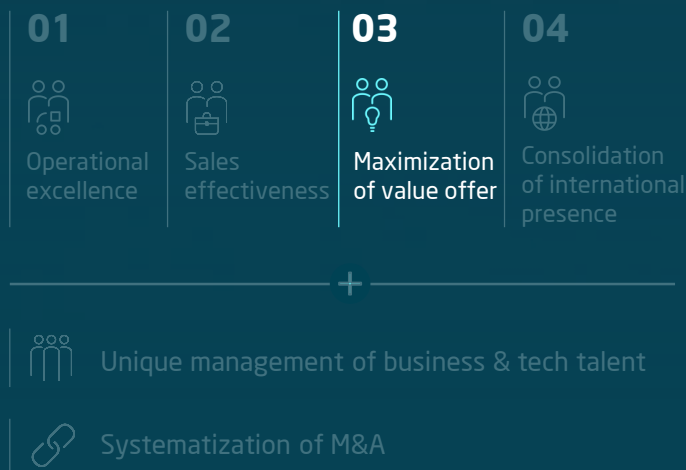 01
02
03
04
Operational
excellence
Sales
effectiveness
Maximization
of value offer
Consolidation
of international
presence
+
Unique management of business & tech talent
Systematization of M&A